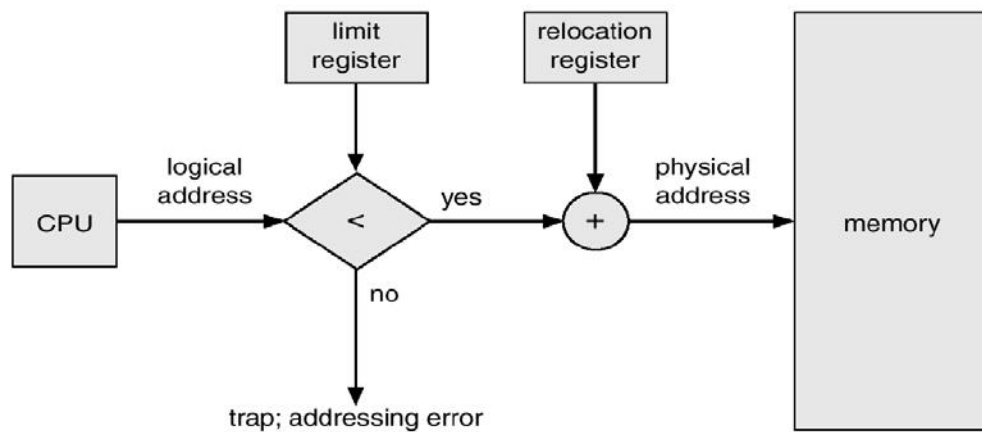 limit
register
relocation
register
logical
address
physical
address
CPU
<
yes
+
memory
no
trap; addressing error